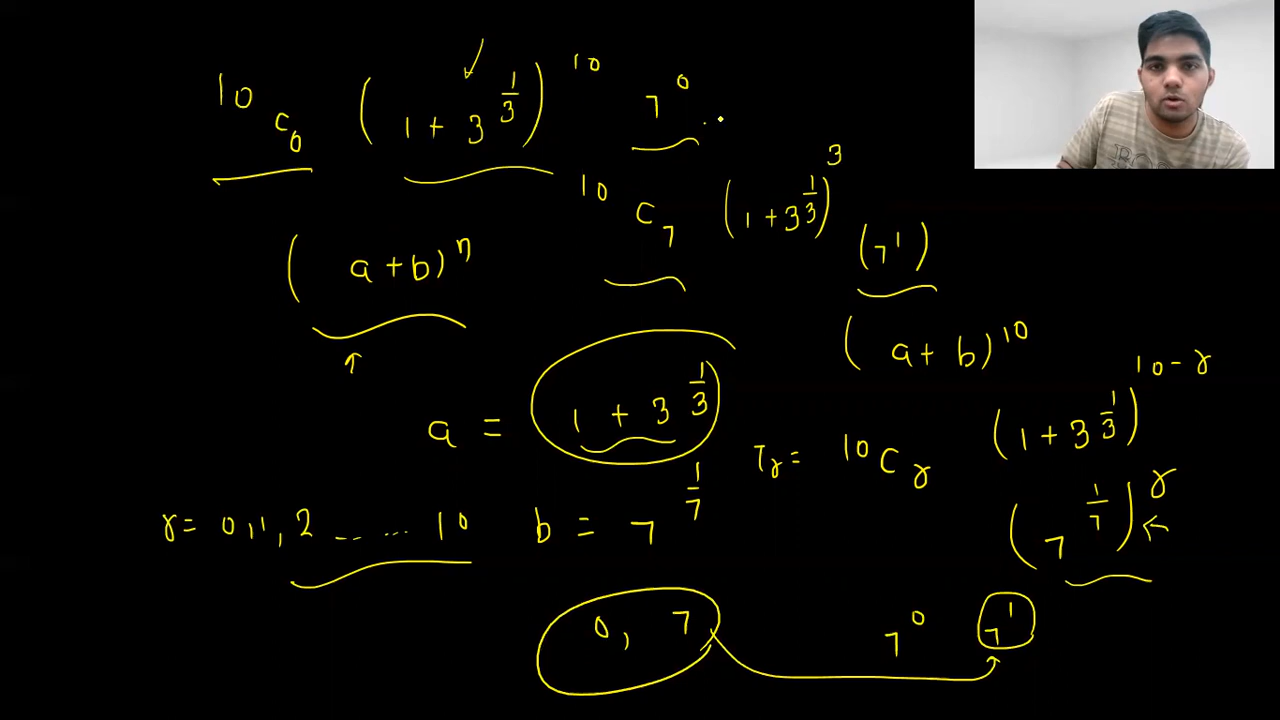 10C0 (1 + 3^(1/3))^10 7^0 ...
10C7 (1 + 3^(1/3))^3 (7^1)
(a+b)^n
(a+b)^10
a = 1 + 3^(1/3)
Tr = 10Cr (1 + 3^(1/3))^(10-r) (7^(1/7))^r
r = 0, 1, 2 ... ... 10
b = 7^(1/7)
0, 7
7^0 7^1